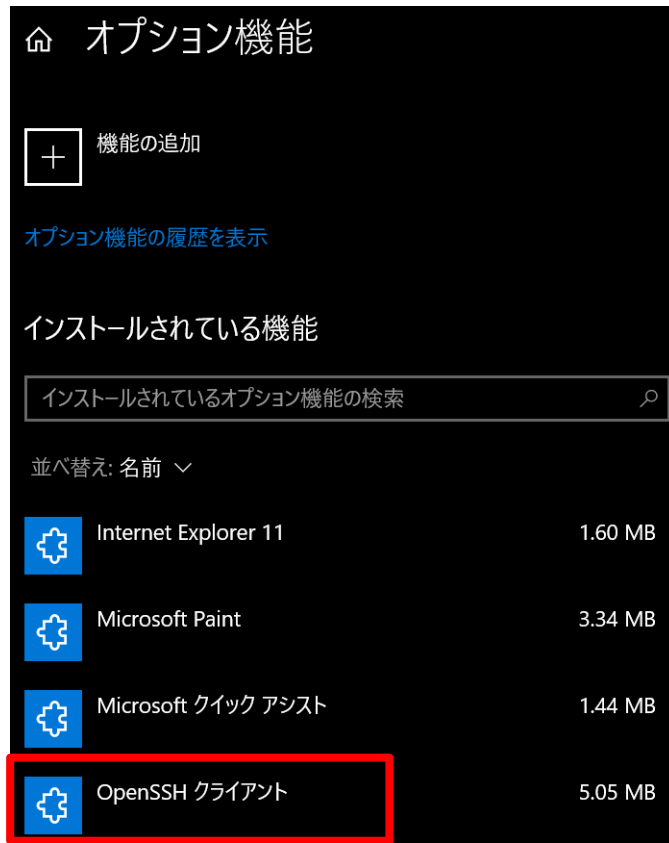 オプション機能
機能の追加
オプション機能の履歴を表示
インストールされている機能
インストールされているオプション機能の検索
並べ替え: 名前
Internet Explorer 11 1.60 MB
Microsoft Paint 3.34 MB
Microsoft クイック アシスト 1.44 MB
OpenSSH クライアント 5.05 MB